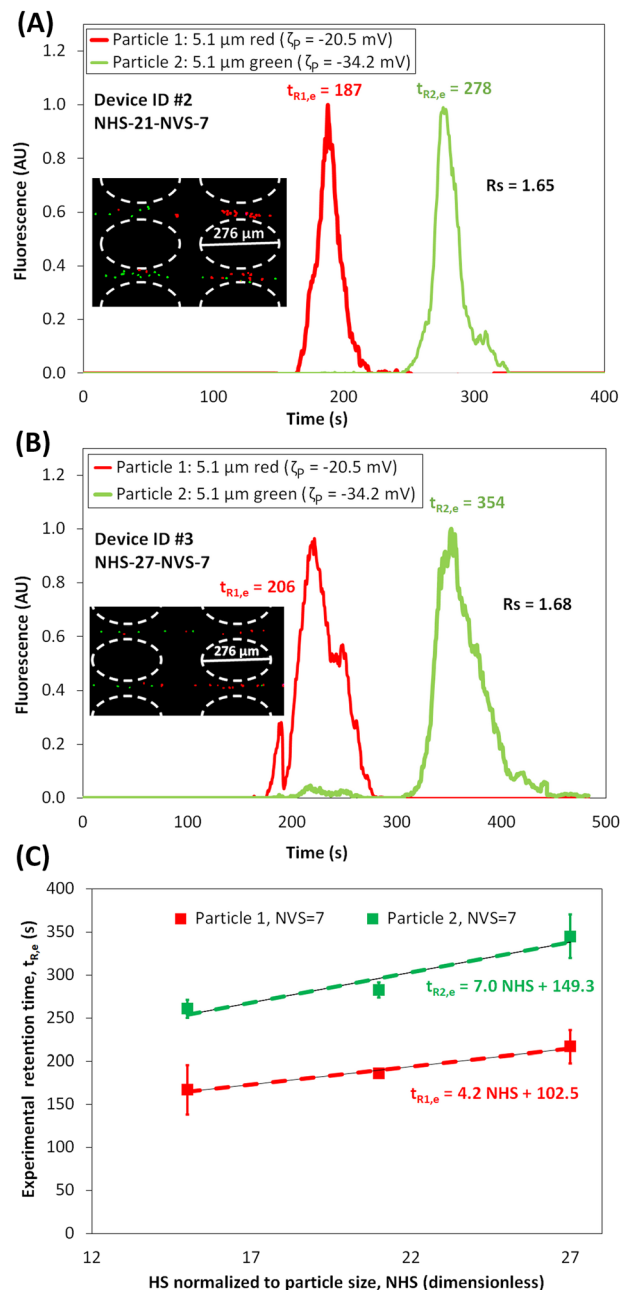 (A)
Particle 1: 5.1 µm red (ζP = -20.5 mV)
Particle 2: 5.1 µm green (ζP = -34.2 mV)
tR1,e = 187
tR2,e = 278
Device ID #2
NHS-21-NVS-7
Rs = 1.65
276 µm
Fluorescence (AU)
1.2
1.0
0.8
0.6
0.4
0.2
0.0
0 100 200 300 400
Time (s)
(B)
Particle 1: 5.1 µm red (ζP = -20.5 mV)
Particle 2: 5.1 µm green (ζP = -34.2 mV)
tR2,e = 354
Device ID #3
NHS-27-NVS-7
tR1,e = 206
Rs = 1.68
276 µm
Fluorescence (AU)
1.2
1.0
0.8
0.6
0.4
0.2
0.0
0 100 200 300 400 500
Time (s)
(C)
Particle 1, NVS=7 Particle 2, NVS=7
tR2,e = 7.0 NHS + 149.3
tR1,e = 4.2 NHS + 102.5
Experimental retention time, tR,e (s)
400
350
300
250
200
150
100
50
0
12 17 22 27
HS normalized to particle size, NHS (dimensionless)